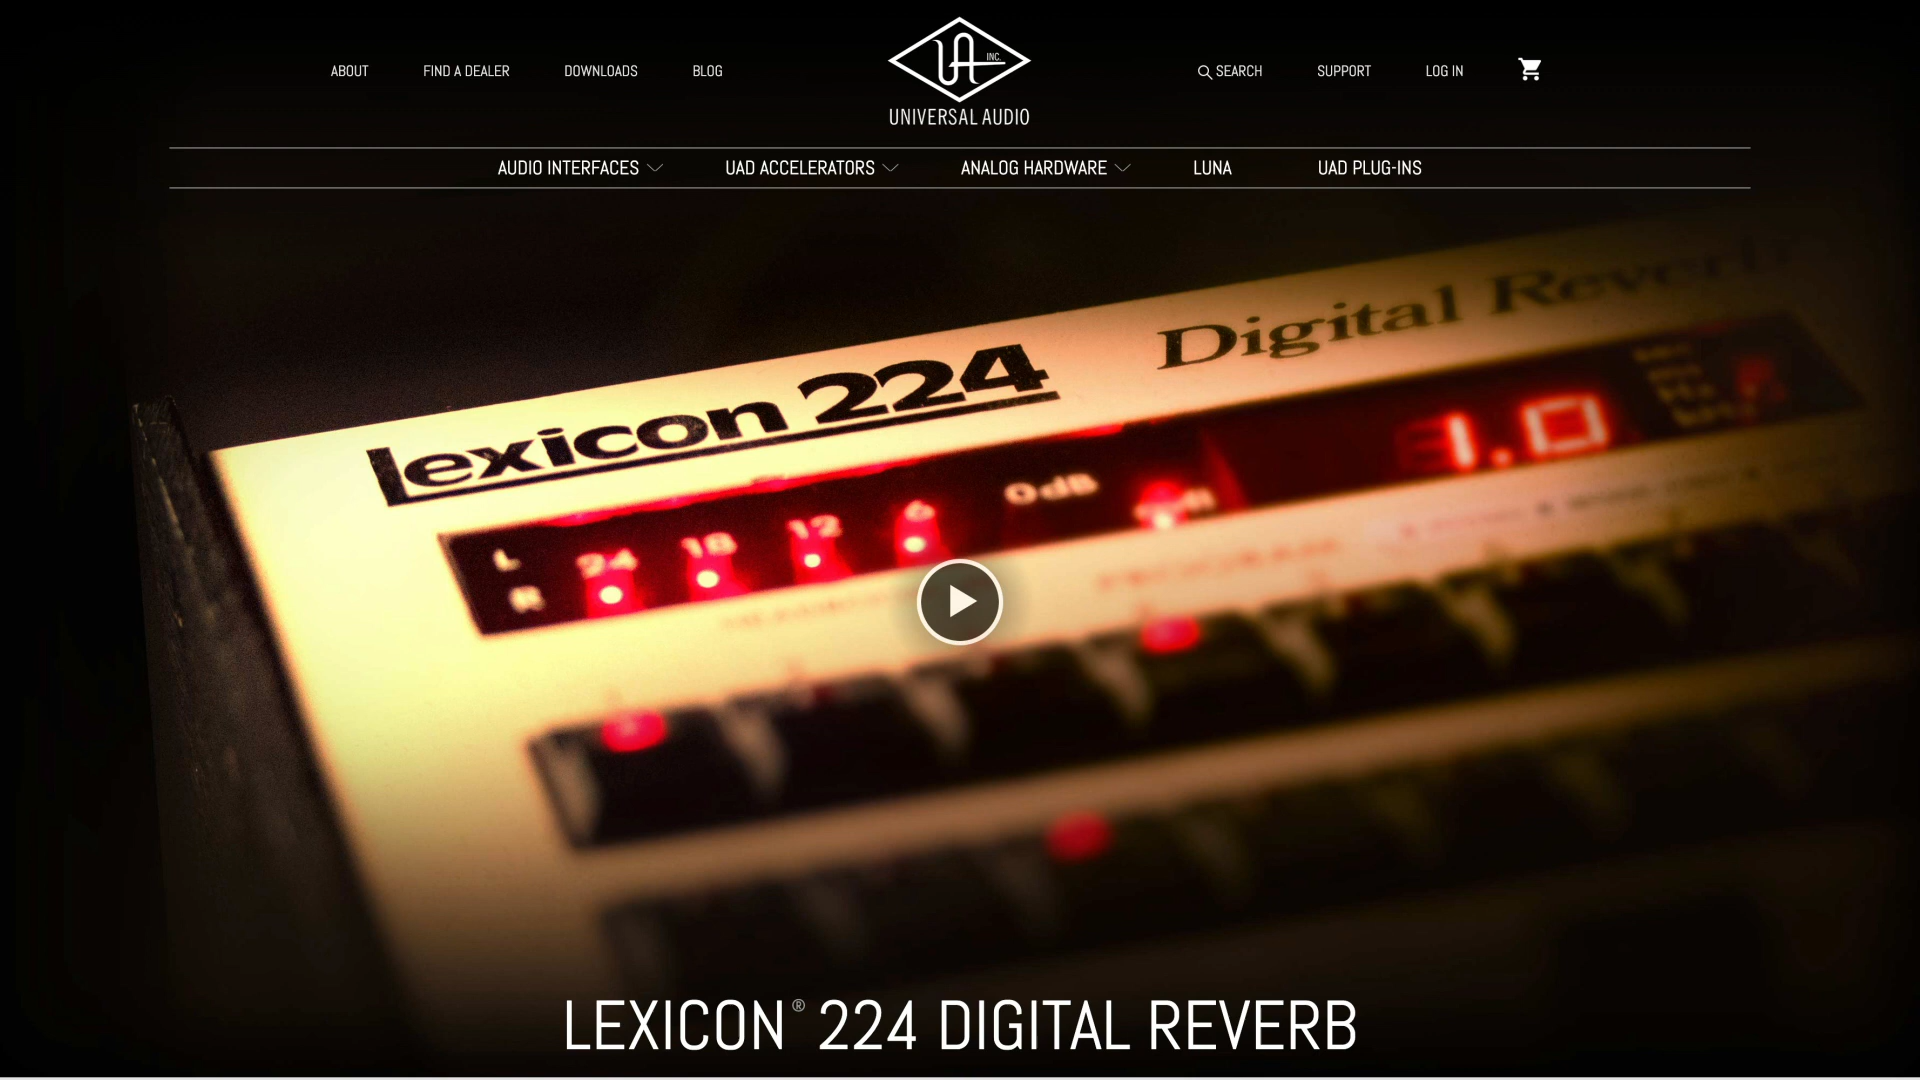 ABOUT
FIND A DEALER
DOWNLOADS
BLOG
UA INC.
UNIVERSAL AUDIO
SEARCH
SUPPORT
LOG IN
AUDIO INTERFACES
UAD ACCELERATORS
ANALOG HARDWARE
LUNA
UAD PLUG-INS
lexicon 224 Digital Reverb
L 24 18 12 6 0dB
R
1.0
LEXICON® 224 DIGITAL REVERB